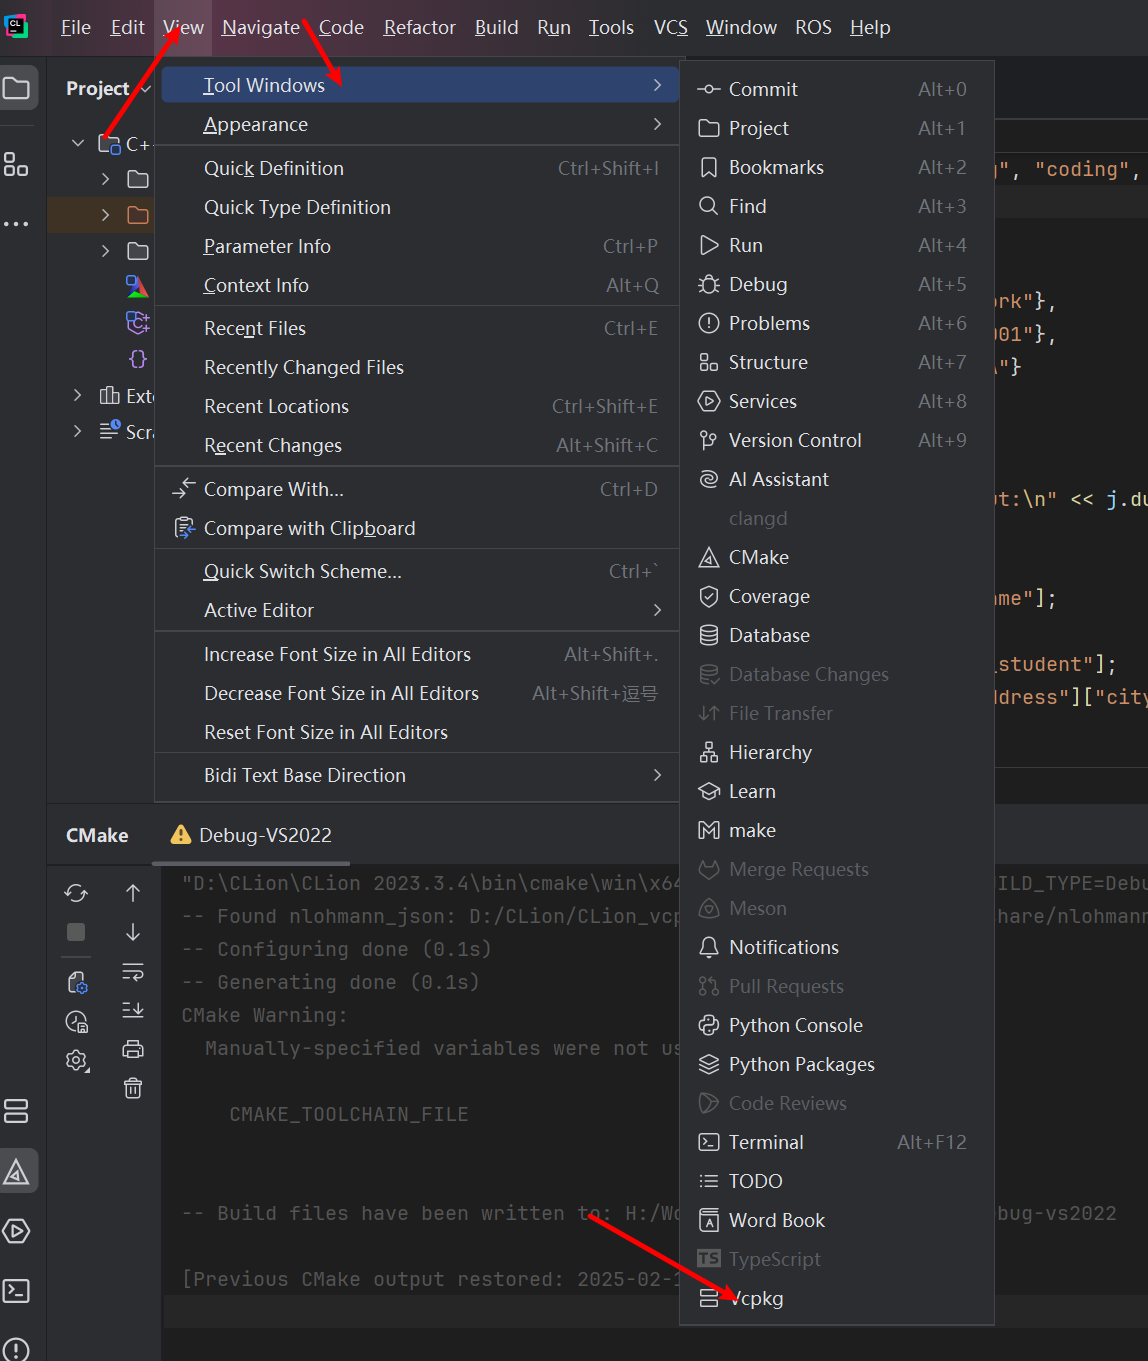 CL
File Edit View Navigate Code Refactor Build Run Tools VCS Window ROS Help
Project
Tool Windows
Appearance
Quick Definition Ctrl+Shift+I
Quick Type Definition
Parameter Info Ctrl+P
Context Info Alt+Q
Recent Files Ctrl+E
Recently Changed Files
Recent Locations Ctrl+Shift+E
Recent Changes Alt+Shift+C
Compare With... Ctrl+D
Compare with Clipboard
Quick Switch Scheme... Ctrl+`
Active Editor
Increase Font Size in All Editors Alt+Shift+.
Decrease Font Size in All Editors Alt+Shift+逗号
Reset Font Size in All Editors
Bidi Text Base Direction
Commit Alt+0
Project Alt+1
Bookmarks Alt+2
Find Alt+3
Run Alt+4
Debug Alt+5
Problems Alt+6
Structure Alt+7
Services Alt+8
Version Control Alt+9
AI Assistant
clangd
CMake
Coverage
Database
Database Changes
File Transfer
Hierarchy
Learn
make
Merge Requests
Meson
Notifications
Pull Requests
Python Console
Python Packages
Code Reviews
Terminal Alt+F12
TODO
Word Book
TS TypeScript
Vcpkg
", "coding",
rk"},
001"},
"}
t:\n" << j.du
me"];
_student"];
ddress"]["city
C+
Exte
Scra
CMake Debug-VS2022
"D:\CLion\CLion 2023.3.4\bin\cmake\win\x64 ILD_TYPE=Debu
-- Found nlohmann_json: D:/CLion/CLion_vcp hare/nlohmann
-- Configuring done (0.1s)
-- Generating done (0.1s)
CMake Warning:
Manually-specified variables were not us
CMAKE_TOOLCHAIN_FILE
-- Build files have been written to: H:/Wo bug-vs2022
[Previous CMake output restored: 2025-02-1